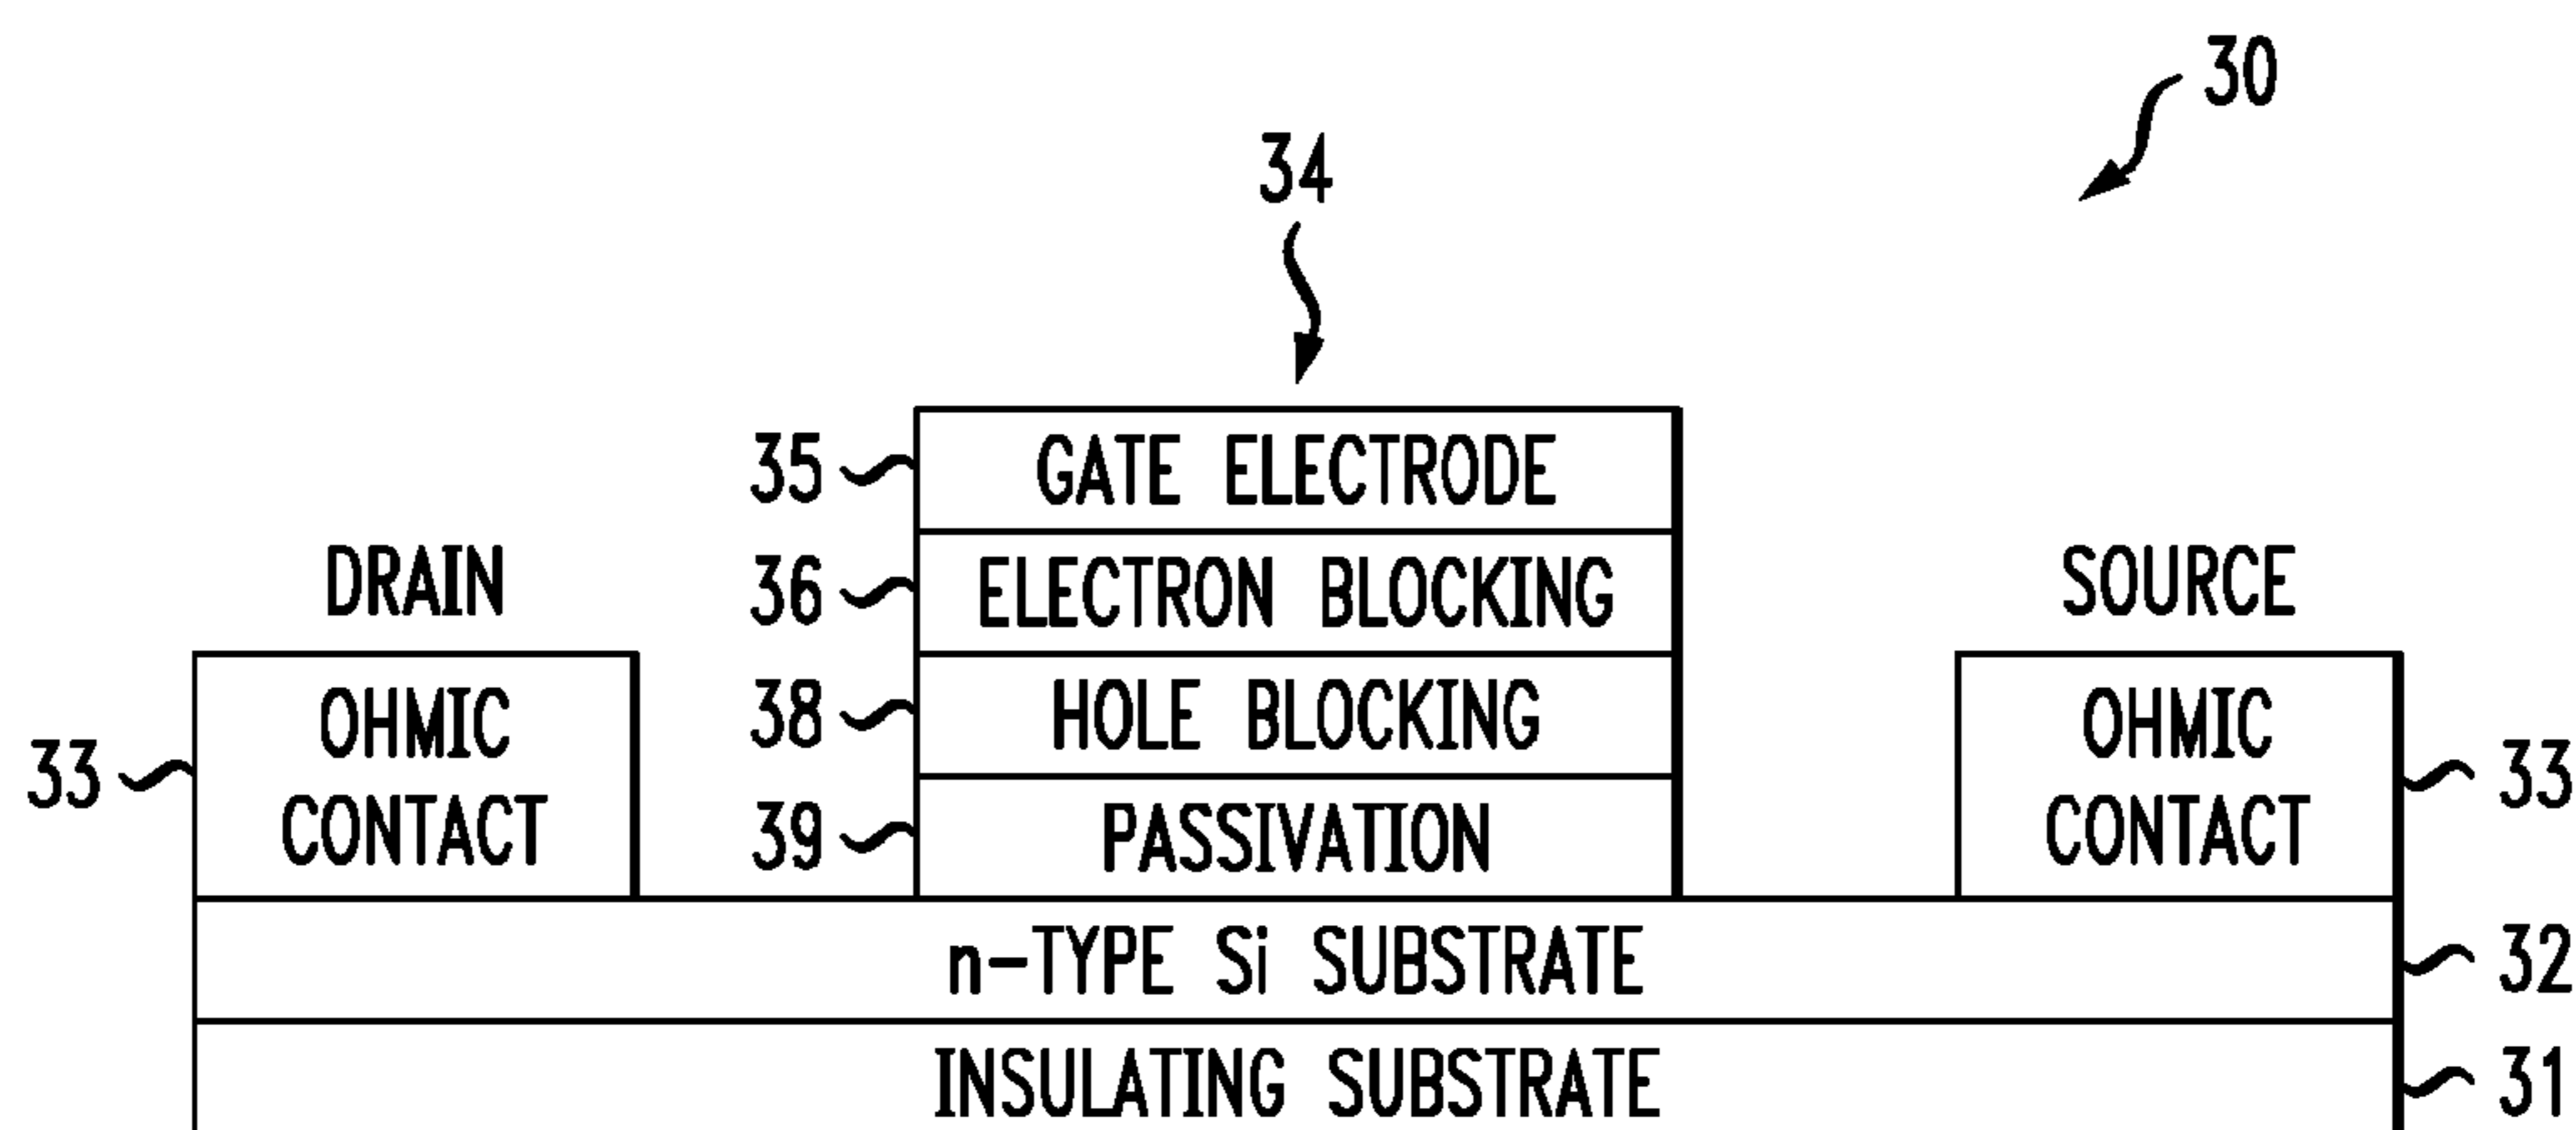 30
34
35 GATE ELECTRODE
36 ELECTRON BLOCKING
DRAIN
SOURCE
38 HOLE BLOCKING
33 OHMIC CONTACT
OHMIC CONTACT 33
39 PASSIVATION
n-TYPE Si SUBSTRATE 32
INSULATING SUBSTRATE 31